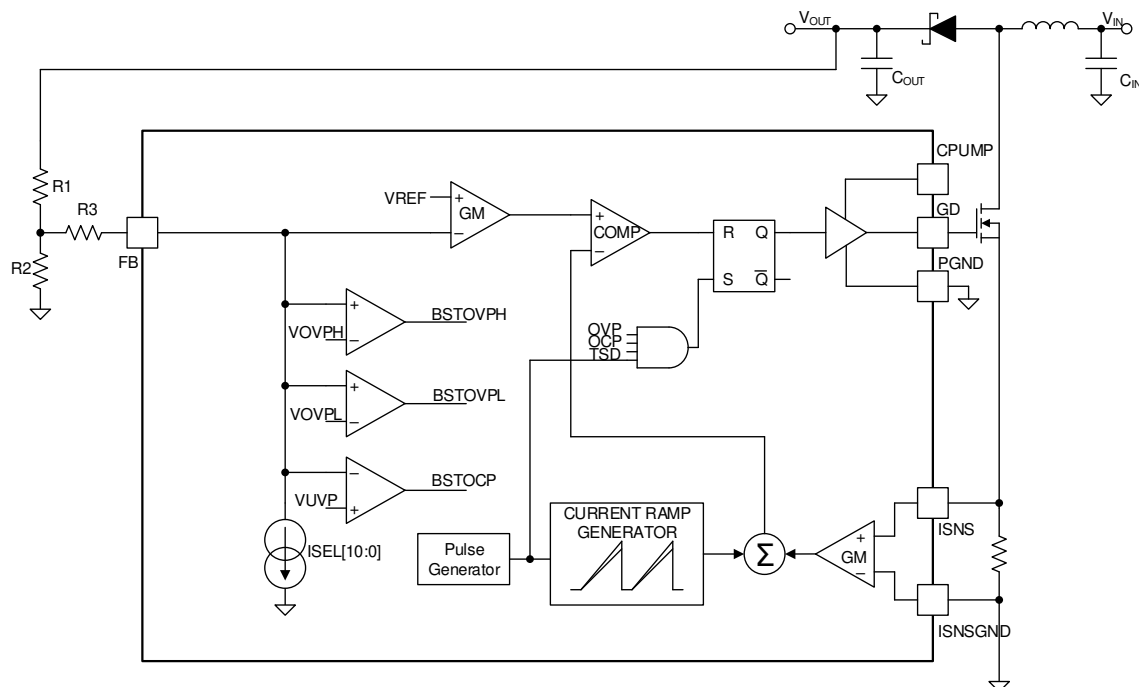 VOUT
VIN
COUT
CIN
CPUMP
R1
VREF
+
GM
−
+
COMP
−
R Q
S Q
GD
R3
FB
R2
PGND
+
VOVPH
−
BSTOVPH
OVP
OCP
TSD
+
VOVPL
−
BSTOVPL
−
VUVP
+
BSTOCP
ISEL[10:0]
Pulse
Generator
CURRENT RAMP
GENERATOR
Σ
+
GM
−
ISNS
ISNSGND